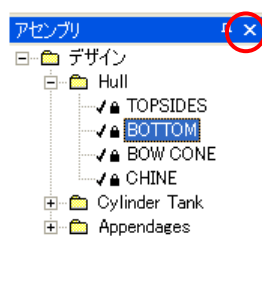 アセンブリ
デザイン
Hull
TOPSIDES
BOTTOM
BOW CONE
CHINE
Cylinder Tank
Appendages